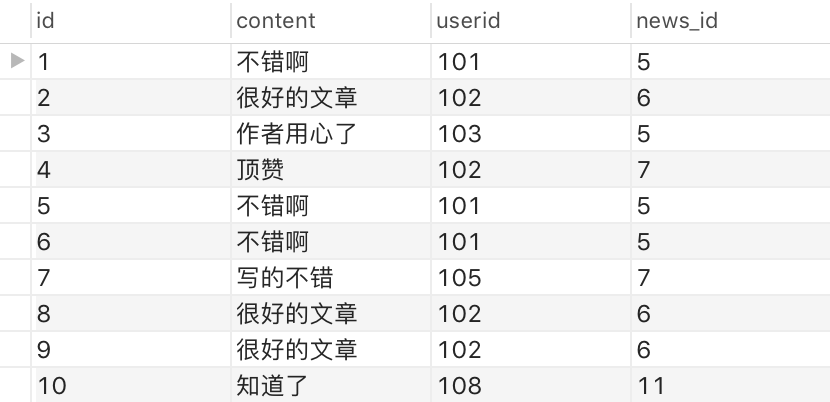 id content userid news_id
1 不错啊 101 5
2 很好的文章 102 6
3 作者用心了 103 5
4 顶赞 102 7
5 不错啊 101 5
6 不错啊 101 5
7 写的不错 105 7
8 很好的文章 102 6
9 很好的文章 102 6
10 知道了 108 11